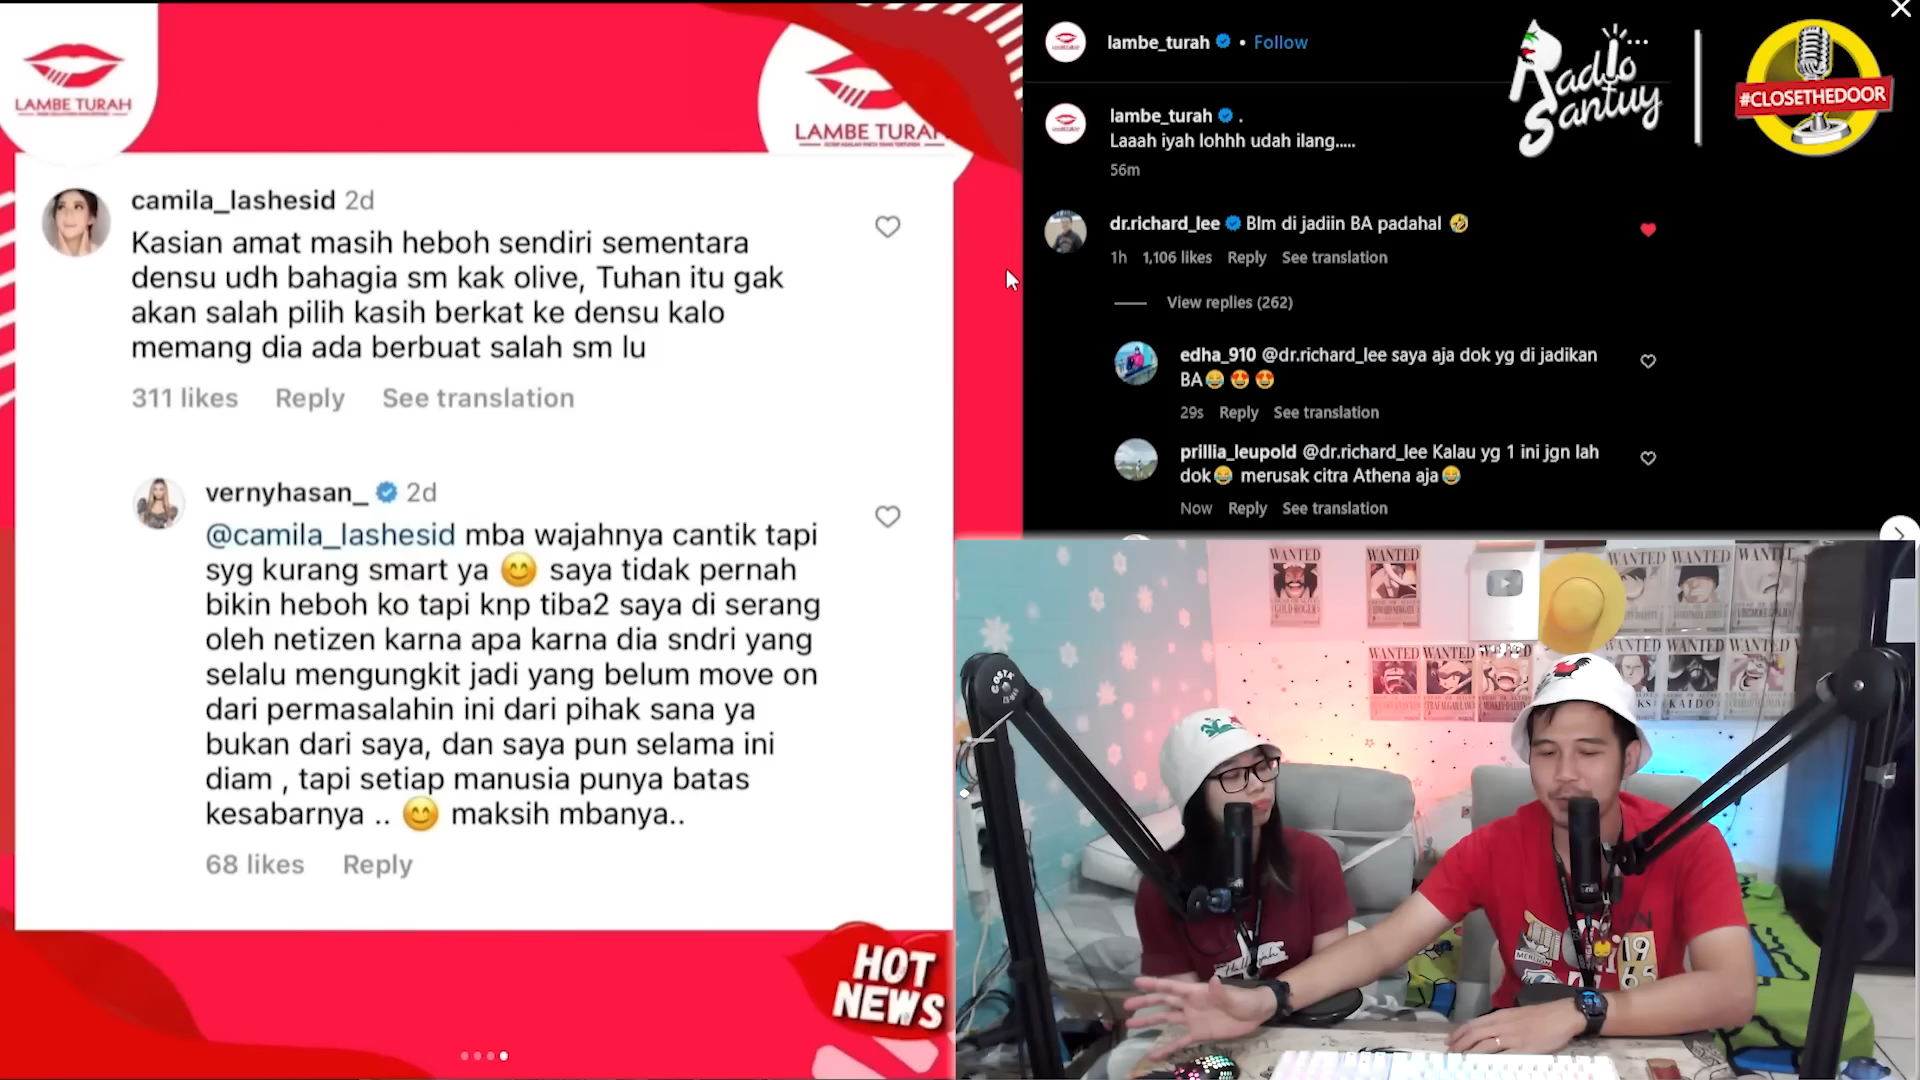 LAMBE TURAH
LAMBE TURAH
camila_lashesid 2d
Kasian amat masih heboh sendiri sementara
densu udh bahagia sm kak olive, Tuhan itu gak
akan salah pilih kasih berkat ke densu kalo
memang dia ada berbuat salah sm lu
311 likes Reply See translation
vernyhasan_ 2d
@camila_lashesid mba wajahnya cantik tapi
syg kurang smart ya 😊 saya tidak pernah
bikin heboh ko tapi knp tiba2 saya di serang
oleh netizen karna apa karna dia sndri yang
selalu mengungkit jadi yang belum move on
dari permasalahin ini dari pihak sana ya
bukan dari saya, dan saya pun selama ini
diam , tapi setiap manusia punya batas
kesabarnya .. 😊 maksih mbanya..
68 likes Reply
HOT
NEWS
lambe_turah • Follow
lambe_turah .
Laaah iyah lohhh udah ilang.....
56m
dr.richard_lee Blm di jadiin BA padahal 🤣
1h 1,106 likes Reply See translation
View replies (262)
edha_910 @dr.richard_lee saya aja dok yg di jadikan
BA😂 😍 😍
29s Reply See translation
prillia_leupold @dr.richard_lee Kalau yg 1 ini jgn lah
dok😂 merusak citra Athena aja😂
Now Reply See translation
Radio
Santuy
#CLOSETHEDOOR
WANTED
GOLD·ROGER
WANTED
WANTED
WANTED
WANTED
WANTED
WANTED
WANTED
WANTED
WANTED
WANTED
WANTED
KAIDO
MERLION
1965